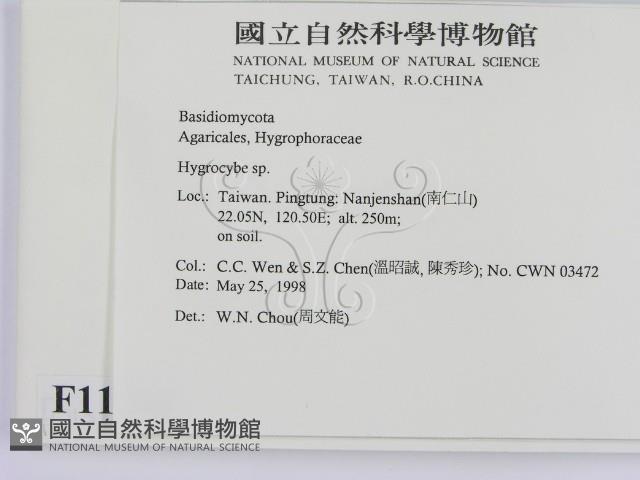 國立自然科學博物館
NATIONAL MUSEUM OF NATURAL SCIENCE
TAICHUNG, TAIWAN, R.O.CHINA
Basidiomycota
Agaricales, Hygrophoraceae
Hygrocybe sp.
Loc.: Taiwan. Pingtung: Nanjenshan(南仁山)
22.05N, 120.50E; alt. 250m;
on soil.
Col.: C.C. Wen & S.Z. Chen(溫昭誠, 陳秀珍); No. CWN 03472
Date: May 25, 1998
Det.: W.N. Chou(周文能)
F11
國立自然科學博物館
NATIONAL MUSEUM OF NATURAL SCIENCE